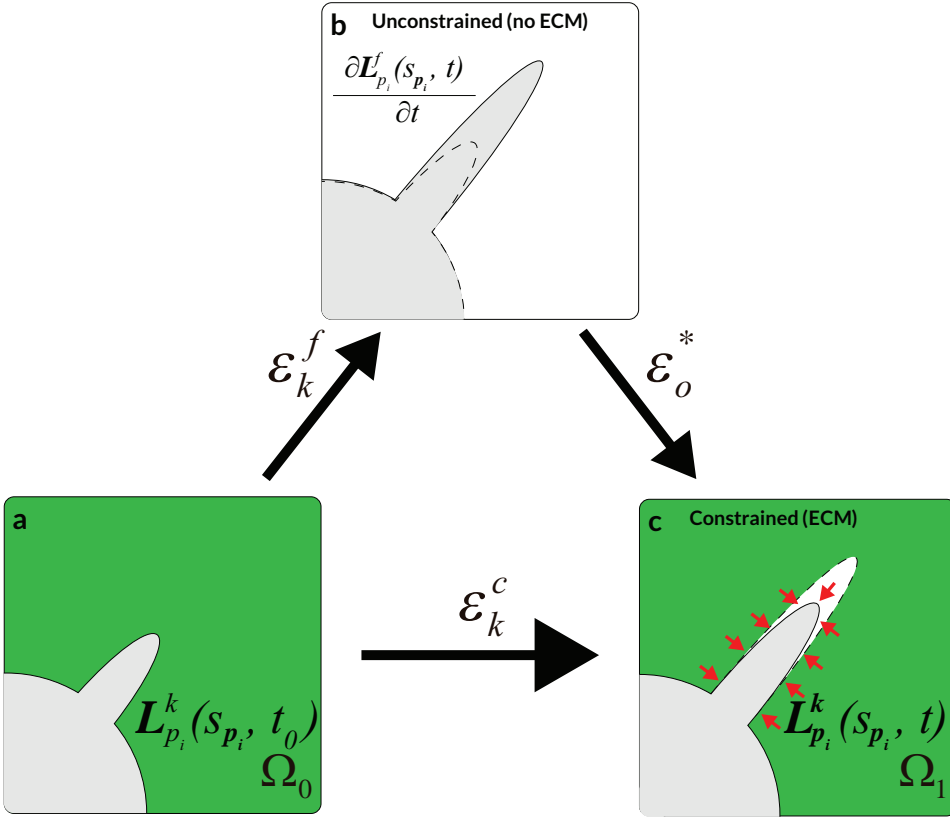 b Unconstrained (no ECM)
∂L^f_{p_i}(s_{p_i}, t)
∂t
ε^f_k
ε^*_o
a
c Constrained (ECM)
ε^c_k
L^k_{p_i}(s_{p_i}, t_0)
Ω_0
L^k_{p_i}(s_{p_i}, t)
Ω_1